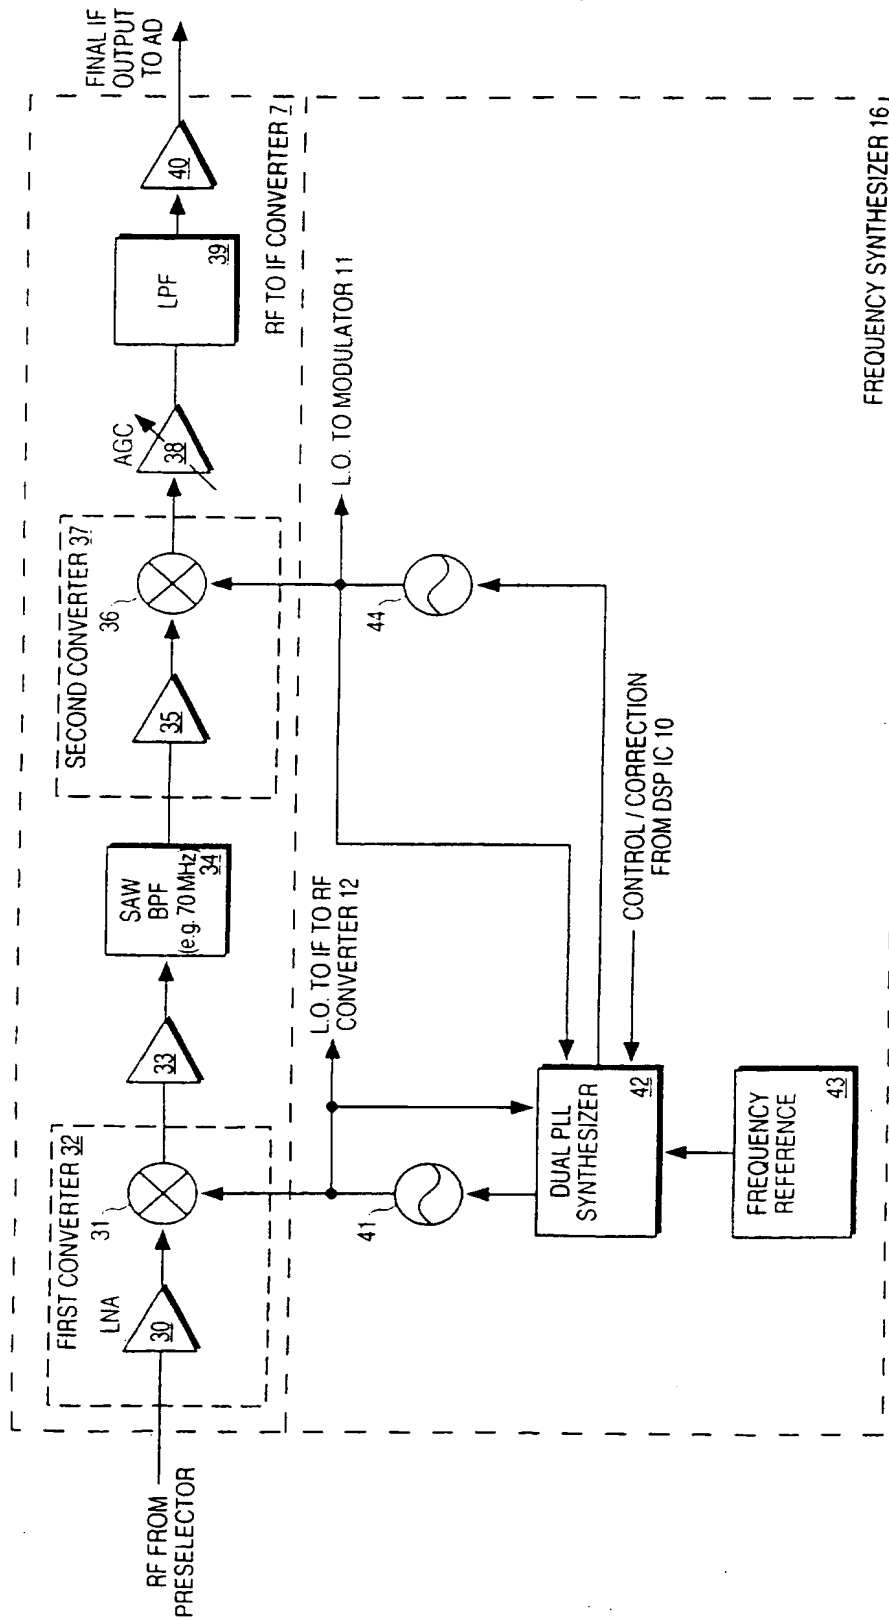 RF FROM
PRESELECTOR
FIRST CONVERTER 32
LNA
30
31
33
SAW
BPF
(e.g. 70 MHz)
34
SECOND CONVERTER 37
35
36
AGC
38
LPF
39
40
FINAL IF
OUTPUT
TO AD
RF TO IF CONVERTER 7
L.O. TO IF TO RF
CONVERTER 12
L.O. TO MODULATOR 11
41
44
DUAL PLL
SYNTHESIZER
42
CONTROL / CORRECTION
FROM DSP IC 10
FREQUENCY
REFERENCE
43
FREQUENCY SYNTHESIZER 16